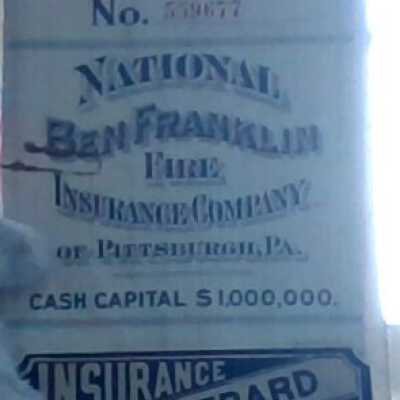 No. 559677
NATIONAL
BEN FRANKLIN
FIRE
INSURANCE COMPANY
OF PITTSBURGH, PA.
CASH CAPITAL $1,000,000.
INSURANCE